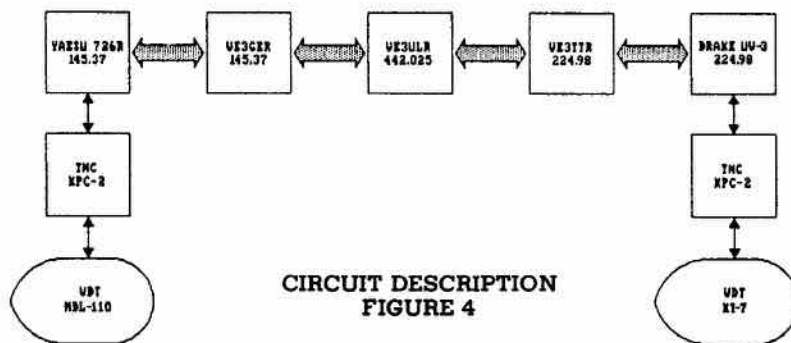 YAESU 726R
145.37
VE3GER
145.37
VE3ULR
442.025
VE3TTR
224.98
DRAKE UV-3
224.98
TNC
KPC-2
TNC
KPC-2
VDT
MBL-110
VDT
XT-7
CIRCUIT DESCRIPTION
FIGURE 4